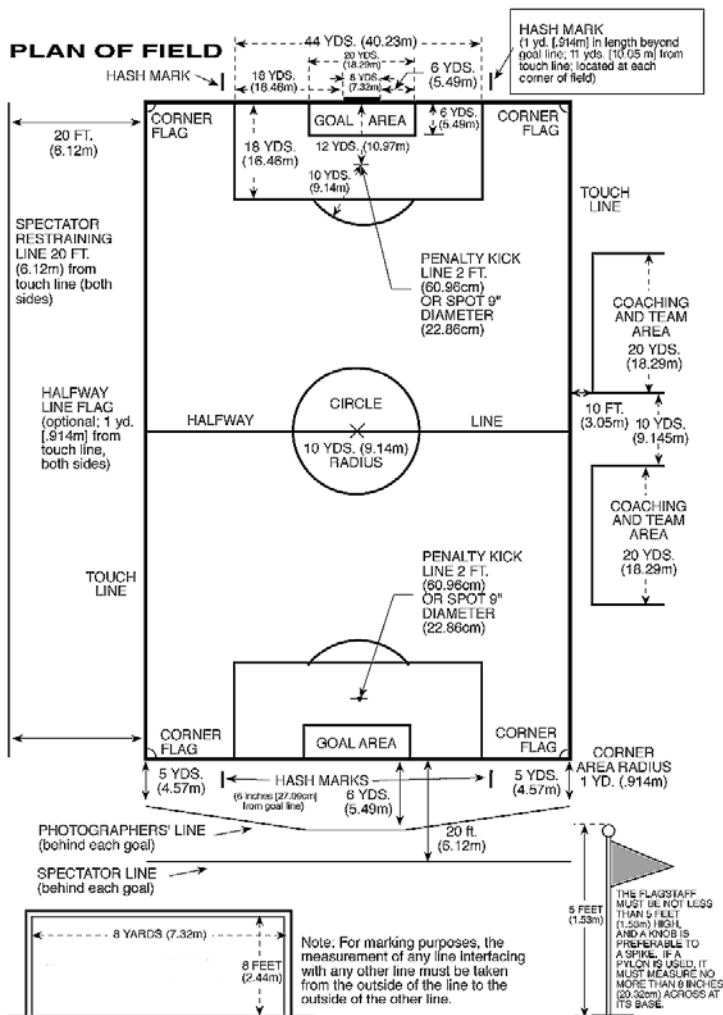 PLAN OF FIELD
HASH MARK
44 YDS. (40.23m)
20 YDS.
(18.29m)
8 YDS.
(7.32m)
6 YDS.
(5.49m)
18 YDS.
(16.46m)
HASH MARK
(1 yd. [.914m] in length beyond
goal line; 11 yds. [10.05 m] from
touch line; located at each
corner of field)
20 FT.
(6.12m)
CORNER
FLAG
GOAL AREA
6 YDS.
(5.49m)
CORNER
FLAG
18 YDS.
(16.46m)
12 YDS. (10.97m)
10 YDS.
(9.14m)
TOUCH
LINE
SPECTATOR
RESTRAINING
LINE 20 FT.
(6.12m) from
touch line (both
sides)
PENALTY KICK
LINE 2 FT.
(60.96cm)
OR SPOT 9"
DIAMETER
(22.86cm)
COACHING
AND TEAM
AREA
20 YDS.
(18.29m)
HALFWAY
LINE FLAG
(optional; 1 yd.
[.914m] from
touch line,
both sides)
HALFWAY
CIRCLE
LINE
10 YDS. (9.14m)
RADIUS
10 FT.
(3.05m)
10 YDS.
(9.145m)
COACHING
AND TEAM
AREA
20 YDS.
(18.29m)
TOUCH
LINE
PENALTY KICK
LINE 2 FT.
(60.96cm)
OR SPOT 9"
DIAMETER
(22.86cm)
CORNER
FLAG
GOAL AREA
CORNER
FLAG
CORNER
AREA RADIUS
1 YD. (.914m)
5 YDS.
(4.57m)
HASH MARKS
(6 inches [27.09cm]
from goal line)
6 YDS.
(5.49m)
5 YDS.
(4.57m)
20 ft.
(6.12m)
PHOTOGRAPHERS' LINE
(behind each goal)
SPECTATOR LINE
(behind each goal)
8 YARDS (7.32m)
8 FEET
(2.44m)
Note: For marking purposes, the
measurement of any line interfacing
with any other line must be taken
from the outside of the line to the
outside of the other line.
5 FEET
(1.53m)
THE FLAGSTAFF
MUST BE NOT LESS
THAN 5 FEET
(1.53m) HIGH,
AND A KNOB IS
PREFERABLE TO
A SPIKE. IF A
PYLON IS USED, IT
MUST MEASURE NO
MORE THAN 8 INCHES
(20.32cm) ACROSS AT
ITS BASE.